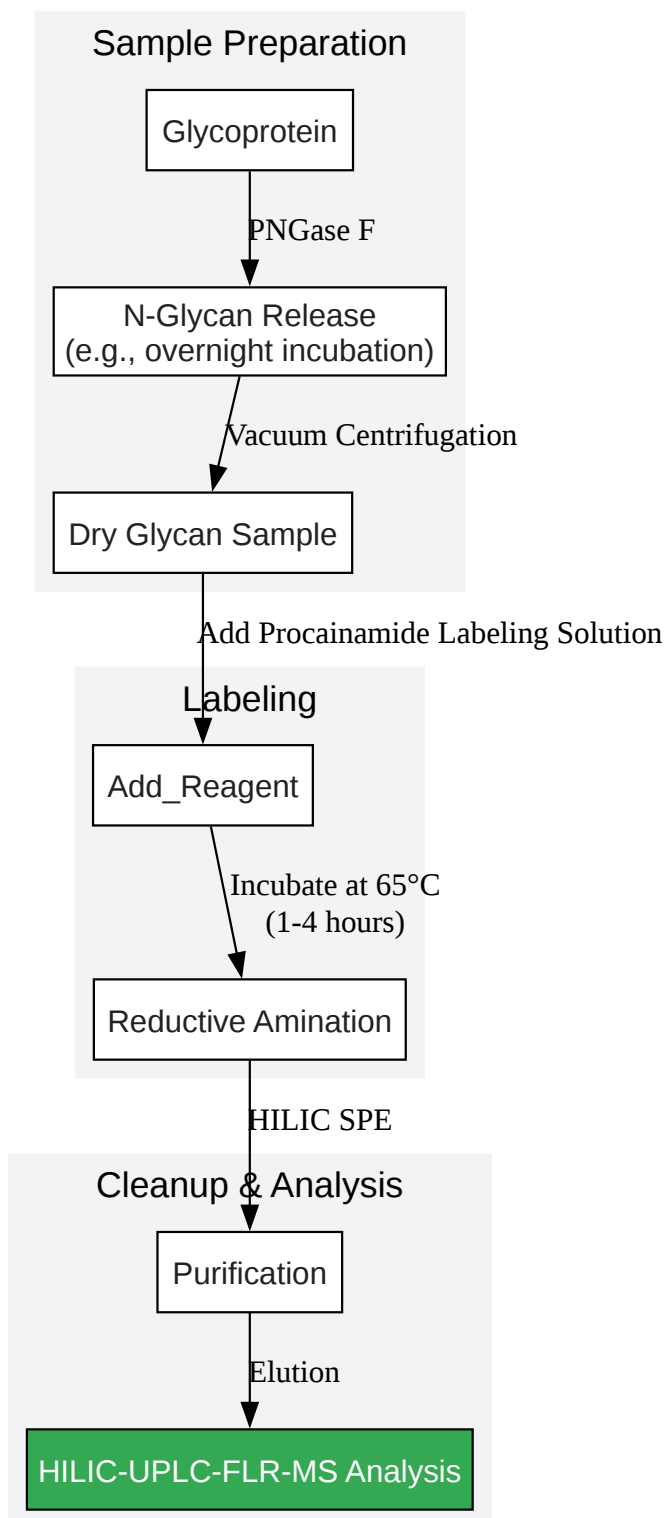 Sample Preparation
Glycoprotein
PNGase F
N-Glycan Release
(e.g., overnight incubation)
Vacuum Centrifugation
Dry Glycan Sample
Add Procainamide Labeling Solution
Labeling
Add_Reagent
Incubate at 65°C
(1-4 hours)
Reductive Amination
HILIC SPE
Cleanup & Analysis
Purification
Elution
HILIC-UPLC-FLR-MS Analysis